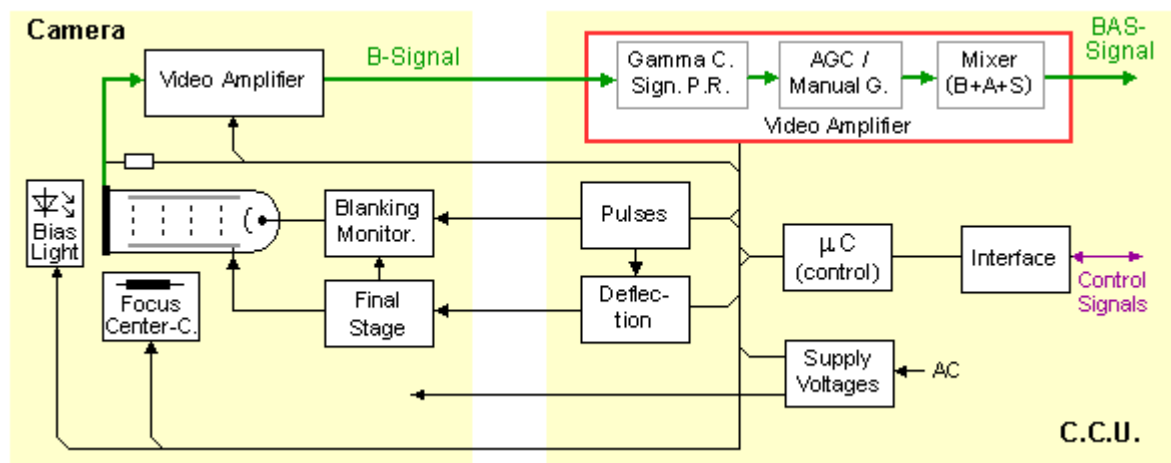 Camera
Video Amplifier
B-Signal
Gamma C.
Sign. P.R.
AGC /
Manual G.
Mixer
(B+A+S)
Video Amplifier
BAS-
Signal
Bias
Light
Blanking
Monitor.
Pulses
μC
(control)
Interface
Control
Signals
Focus
Center-C.
Final
Stage
Deflec-
tion
Supply
Voltages
AC
C.C.U.